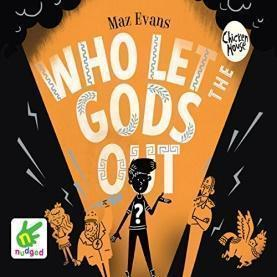 Maz Evans
Chicken House
WHO LET
THE
GODS
OUT
?
nudged